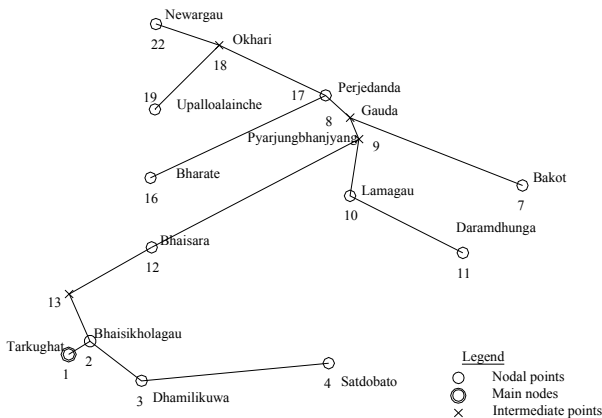 Newargau
22
Okhari
18
Perjedanda
17
19
Upalloalainche
8
Gauda
Pyarjungbhanjyang
9
Bharate
16
Bakot
7
Lamagau
10
Daramdhunga
11
Bhaisara
12
13
Bhaisikholagau
Tarkughat
1
2
3
Dhamilikuwa
4
Satdobato
Legend
Nodal points
Main nodes
Intermediate points